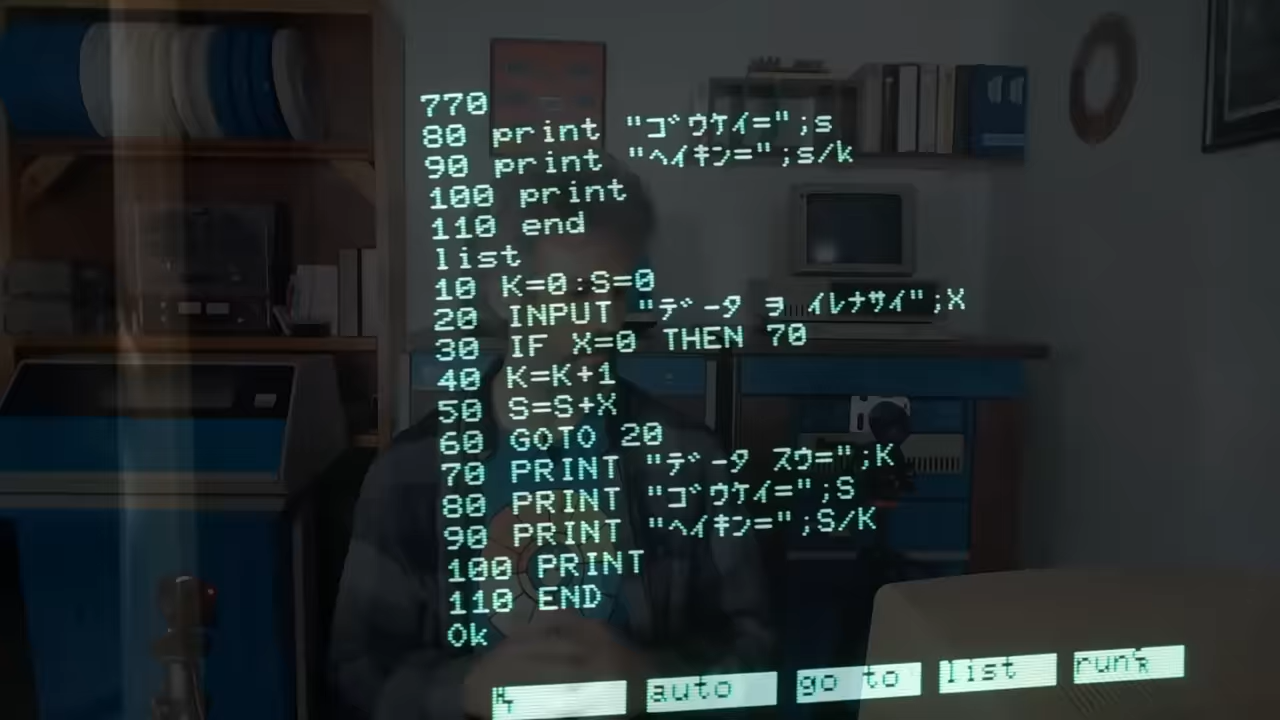 770
80 print "ゴウケイ=";s
90 print "ヘイキン=";s/k
100 print
110 end
list
10 K=0:S=0
20 INPUT "データ ヲ イレナサイ";X
30 IF X=0 THEN 70
40 K=K+1
50 S=S+X
60 GOTO 20
70 PRINT "データ スウ=";K
80 PRINT "ゴウケイ=";S
90 PRINT "ヘイキン=";S/K
100 PRINT
110 END
Ok
auto go to list run